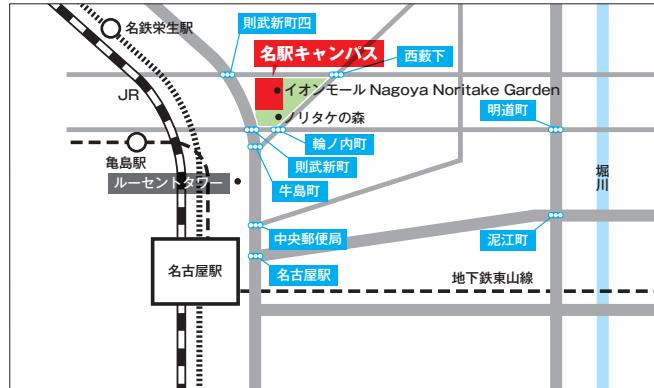 名鉄栄生駅
則武新町四
名駅キャンパス
西薮下
JR
イオンモール Nagoya Noritake Garden
ノリタケの森
明道町
亀島駅
輪ノ内町
則武新町
ルーセントタワー
牛島町
堀川
中央郵便局
泥江町
名古屋駅
名古屋駅
地下鉄東山線